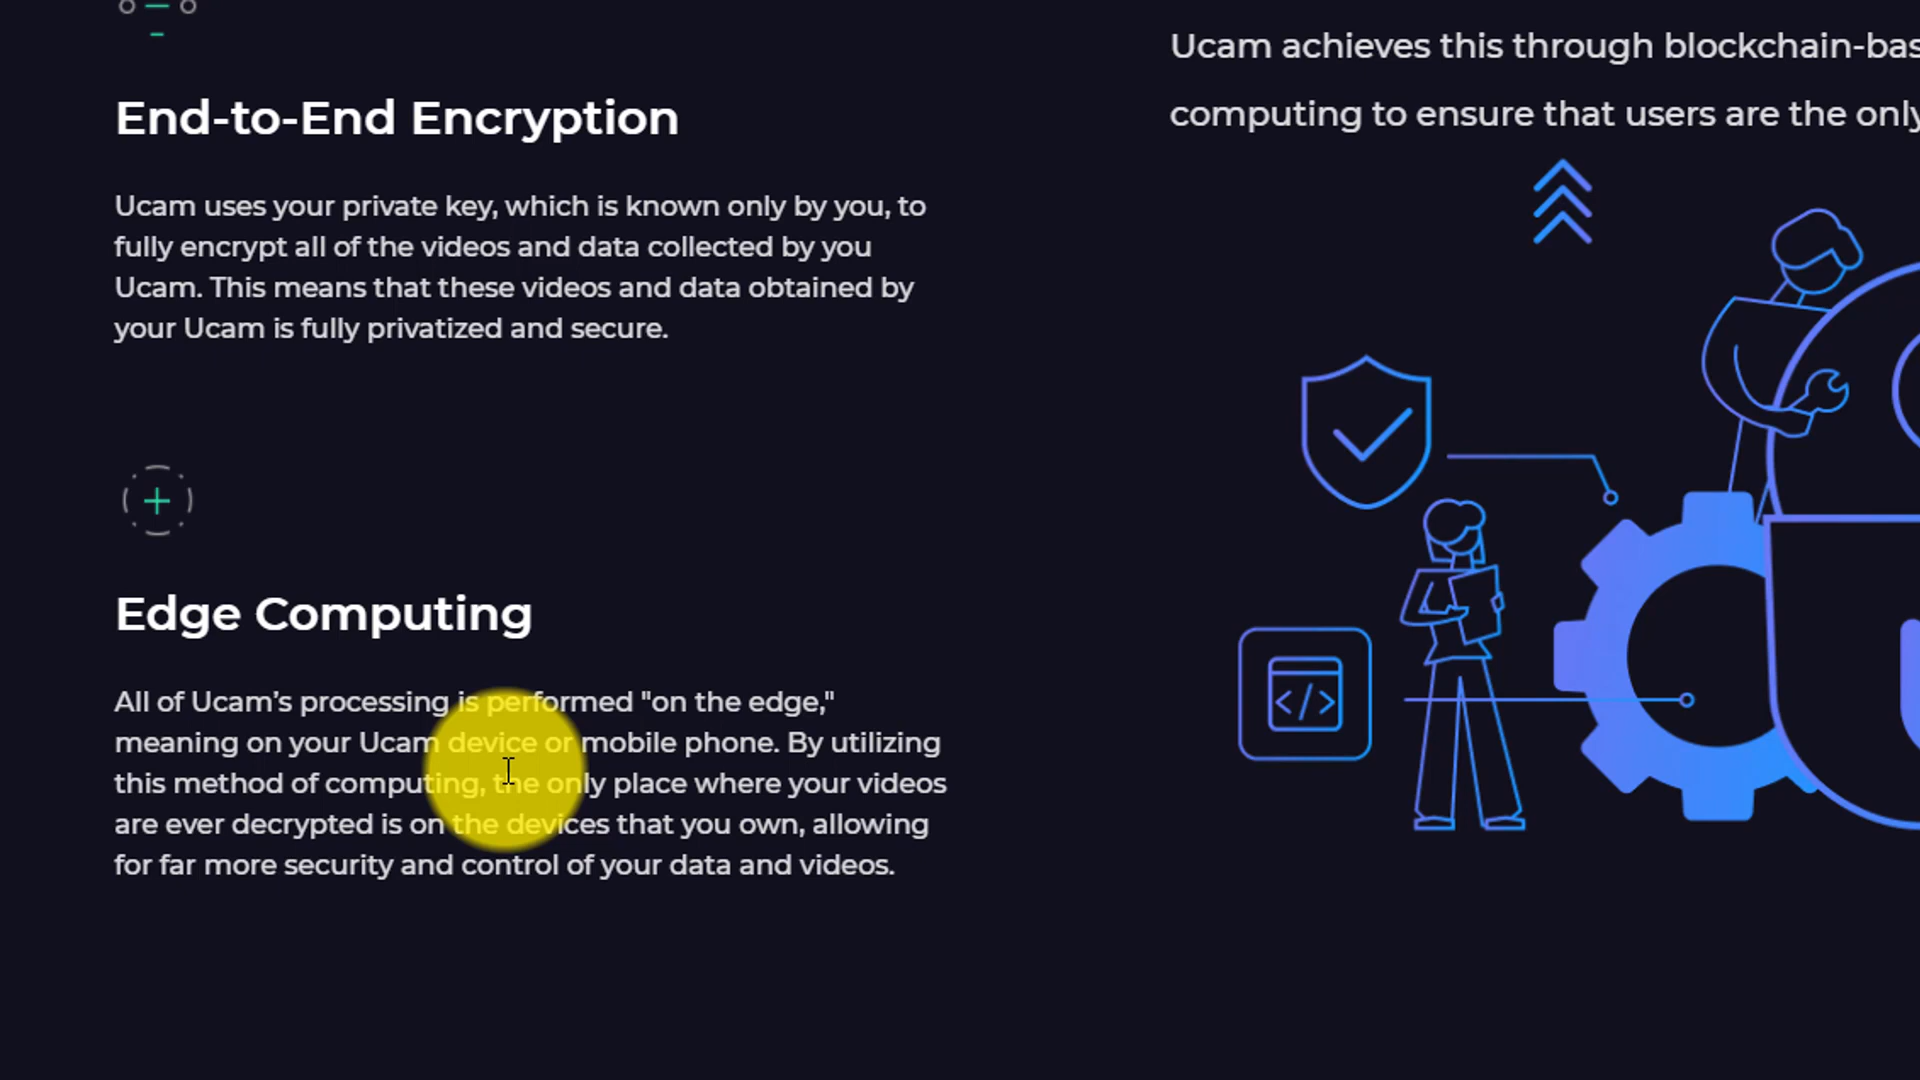 End-to-End Encryption
Ucam uses your private key, which is known only by you, to
fully encrypt all of the videos and data collected by you
Ucam. This means that these videos and data obtained by
your Ucam is fully privatized and secure.
Edge Computing
All of Ucam’s processing is performed "on the edge,"
meaning on your Ucam device or mobile phone. By utilizing
this method of computing, the only place where your videos
are ever decrypted is on the devices that you own, allowing
for far more security and control of your data and videos.
Ucam achieves this through blockchain-bas
computing to ensure that users are the only